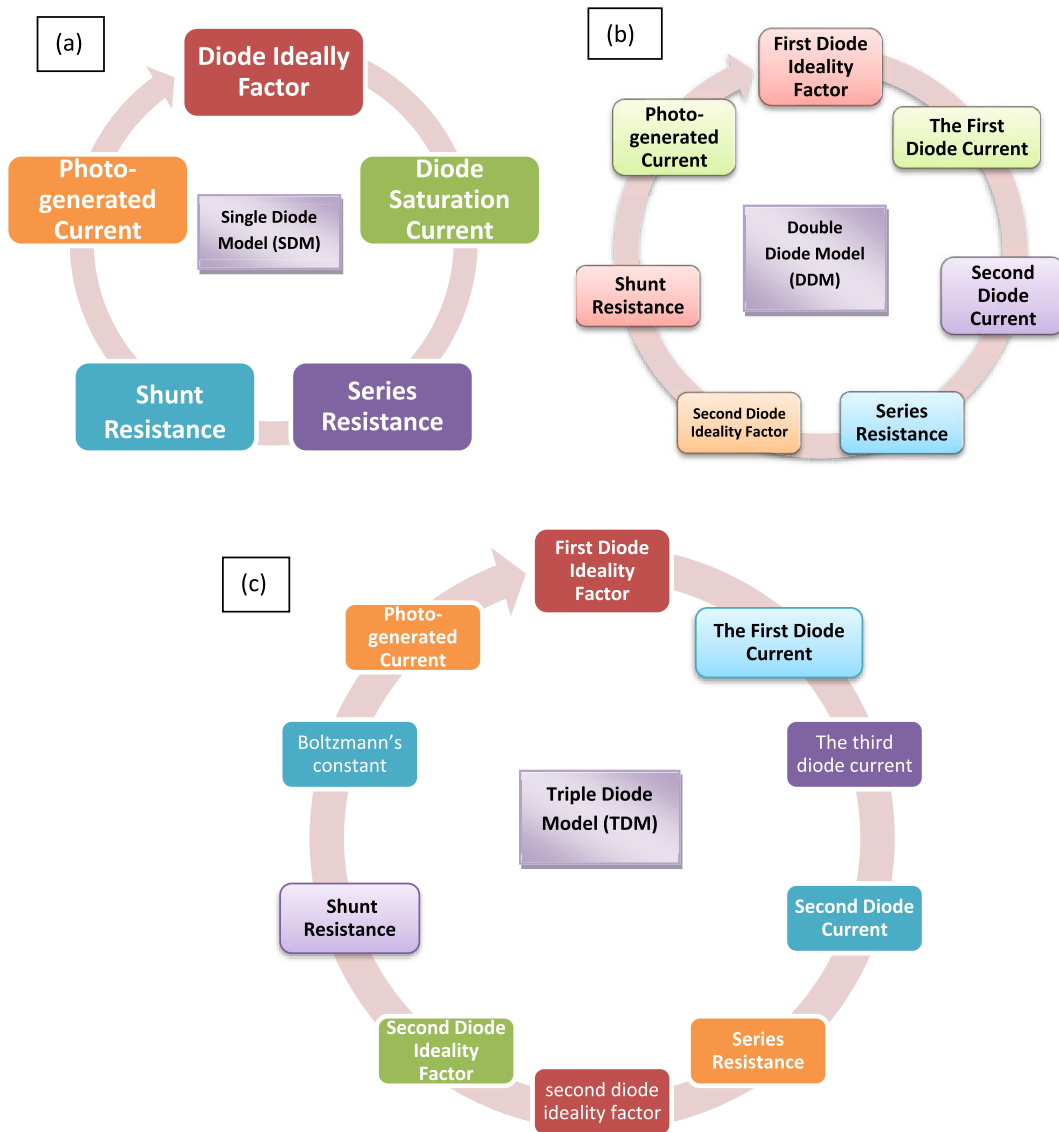 (a)
Diode Ideally
Factor
Diode
Saturation
Current
Series
Resistance
Shunt
Resistance
Photo-
generated
Current
Single Diode
Model (SDM)
(b)
First Diode
Ideality
Factor
The First
Diode Current
Second
Diode
Current
Series
Resistance
Second Diode
Ideality Factor
Shunt
Resistance
Photo-
generated
Current
Double
Diode Model
(DDM)
(c)
First Diode
Ideality
Factor
The First Diode
Current
The third
diode current
Second Diode
Current
Series
Resistance
second diode
ideality factor
Second Diode
Ideality
Factor
Shunt
Resistance
Boltzmann’s
constant
Photo-
generated
Current
Triple Diode
Model (TDM)